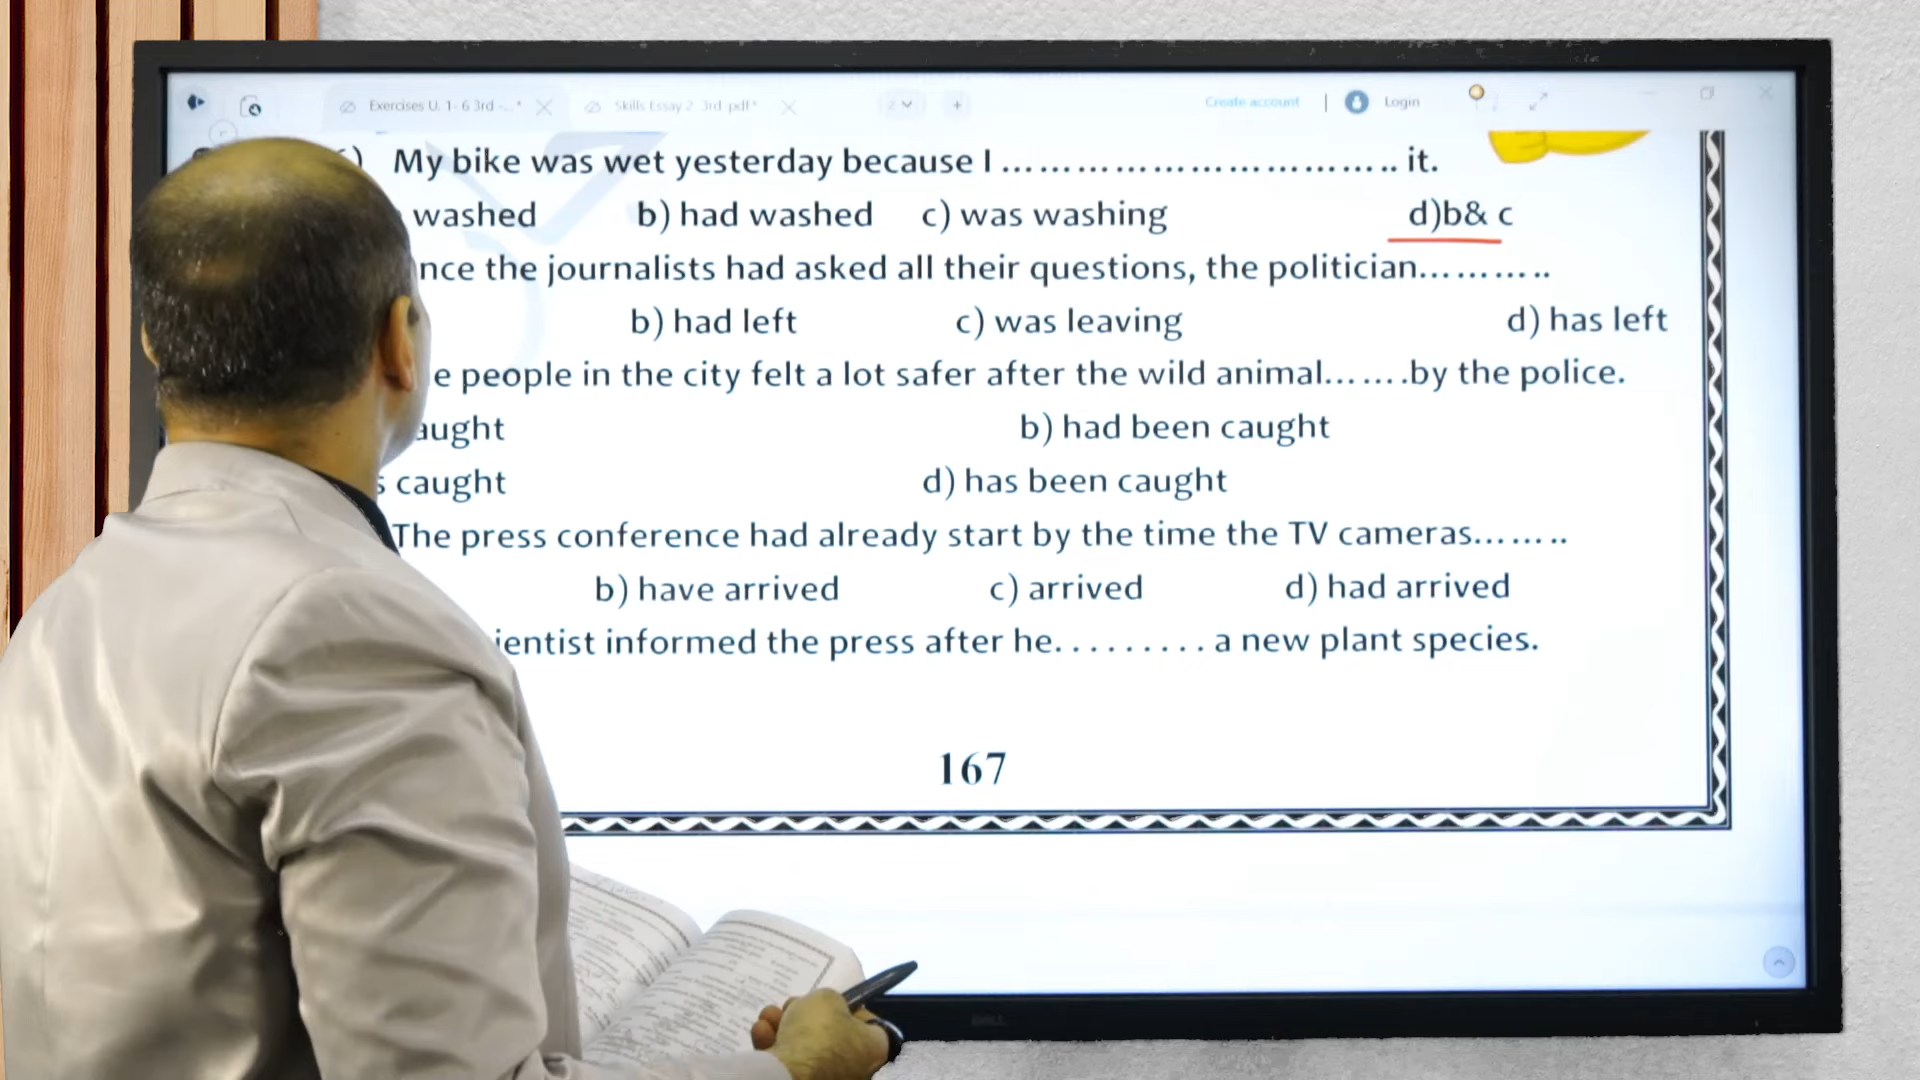 Exercises U. 1- 6 3rd -...* Skills Essay 2 3rd pdf* 2 + Create account | Login
) My bike was wet yesterday because I ………………………….. it.
washed b) had washed c) was washing d)b& c
nce the journalists had asked all their questions, the politician………..
b) had left c) was leaving d) has left
e people in the city felt a lot safer after the wild animal…….by the police.
aught b) had been caught
s caught d) has been caught
The press conference had already start by the time the TV cameras……..
b) have arrived c) arrived d) had arrived
ientist informed the press after he. . . . . . . . . a new plant species.
167
DELL